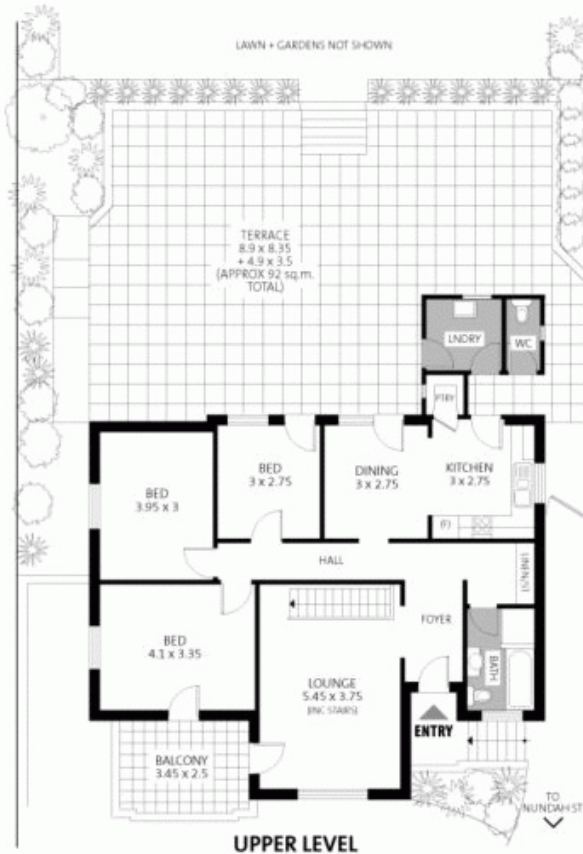 LAWN + GARDENS NOT SHOWN
TERRACE
8.9 x 8.35
+ 4.9 x 3.5
(APPROX 92 sq.m.
TOTAL)
LNDRY
WC
PTRY
BED
3.95 x 3
BED
3 x 2.75
DINING
3 x 2.75
KITCHEN
3 x 2.75
(F)
HALL
LINEN/ST
BED
4.1 x 3.35
LOUNGE
5.45 x 3.75
(INC STAIRS)
FOYER
BATH
ENTRY
BALCONY
3.45 x 2.5
TO
NUNDAH ST
UPPER LEVEL